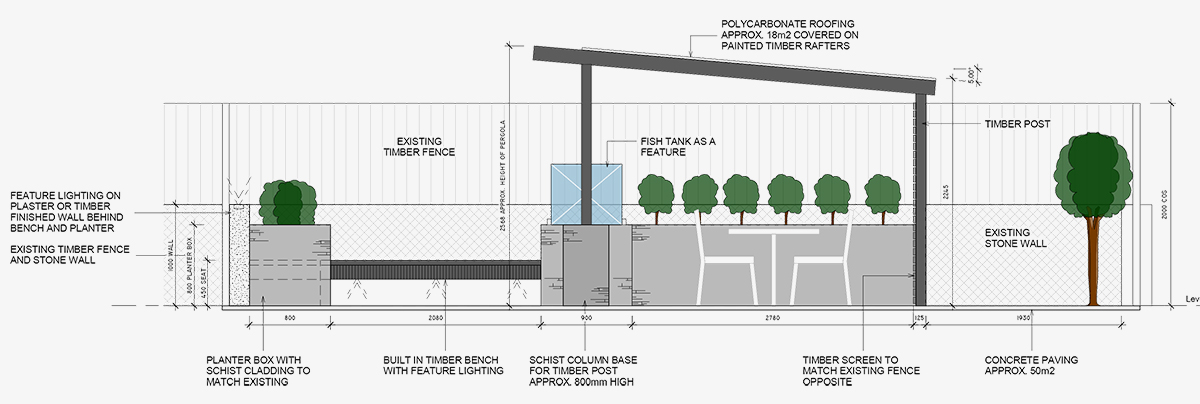 POLYCARBONATE ROOFING
APPROX. 18m2 COVERED ON
PAINTED TIMBER RAFTERS
5.00°
TIMBER POST
EXISTING
TIMBER FENCE
FISH TANK AS A
FEATURE
2568 APPROX. HEIGHT OF PERGOLA
2245
2000 COS
FEATURE LIGHTING ON
PLASTER OR TIMBER
FINISHED WALL BEHIND
BENCH AND PLANTER
EXISTING TIMBER FENCE
AND STONE WALL
EXISTING
STONE WALL
1000 WALL
800 PLANTER BOX
450 SEAT
Lev
800
2080
900
2780
125
1930
PLANTER BOX WITH
SCHIST CLADDING TO
MATCH EXISTING
BUILT IN TIMBER BENCH
WITH FEATURE LIGHTING
SCHIST COLUMN BASE
FOR TIMBER POST
APPROX. 800mm HIGH
TIMBER SCREEN TO
MATCH EXISTING FENCE
OPPOSITE
CONCRETE PAVING
APPROX. 50m2